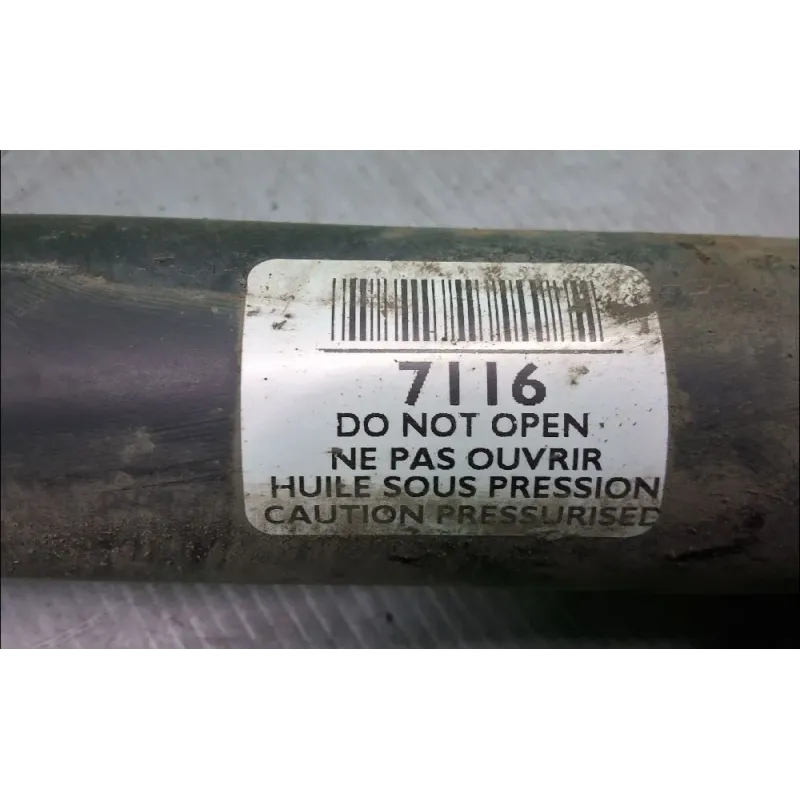 7116
DO NOT OPEN
NE PAS OUVRIR
HUILE SOUS PRESSION
CAUTION PRESSURISED